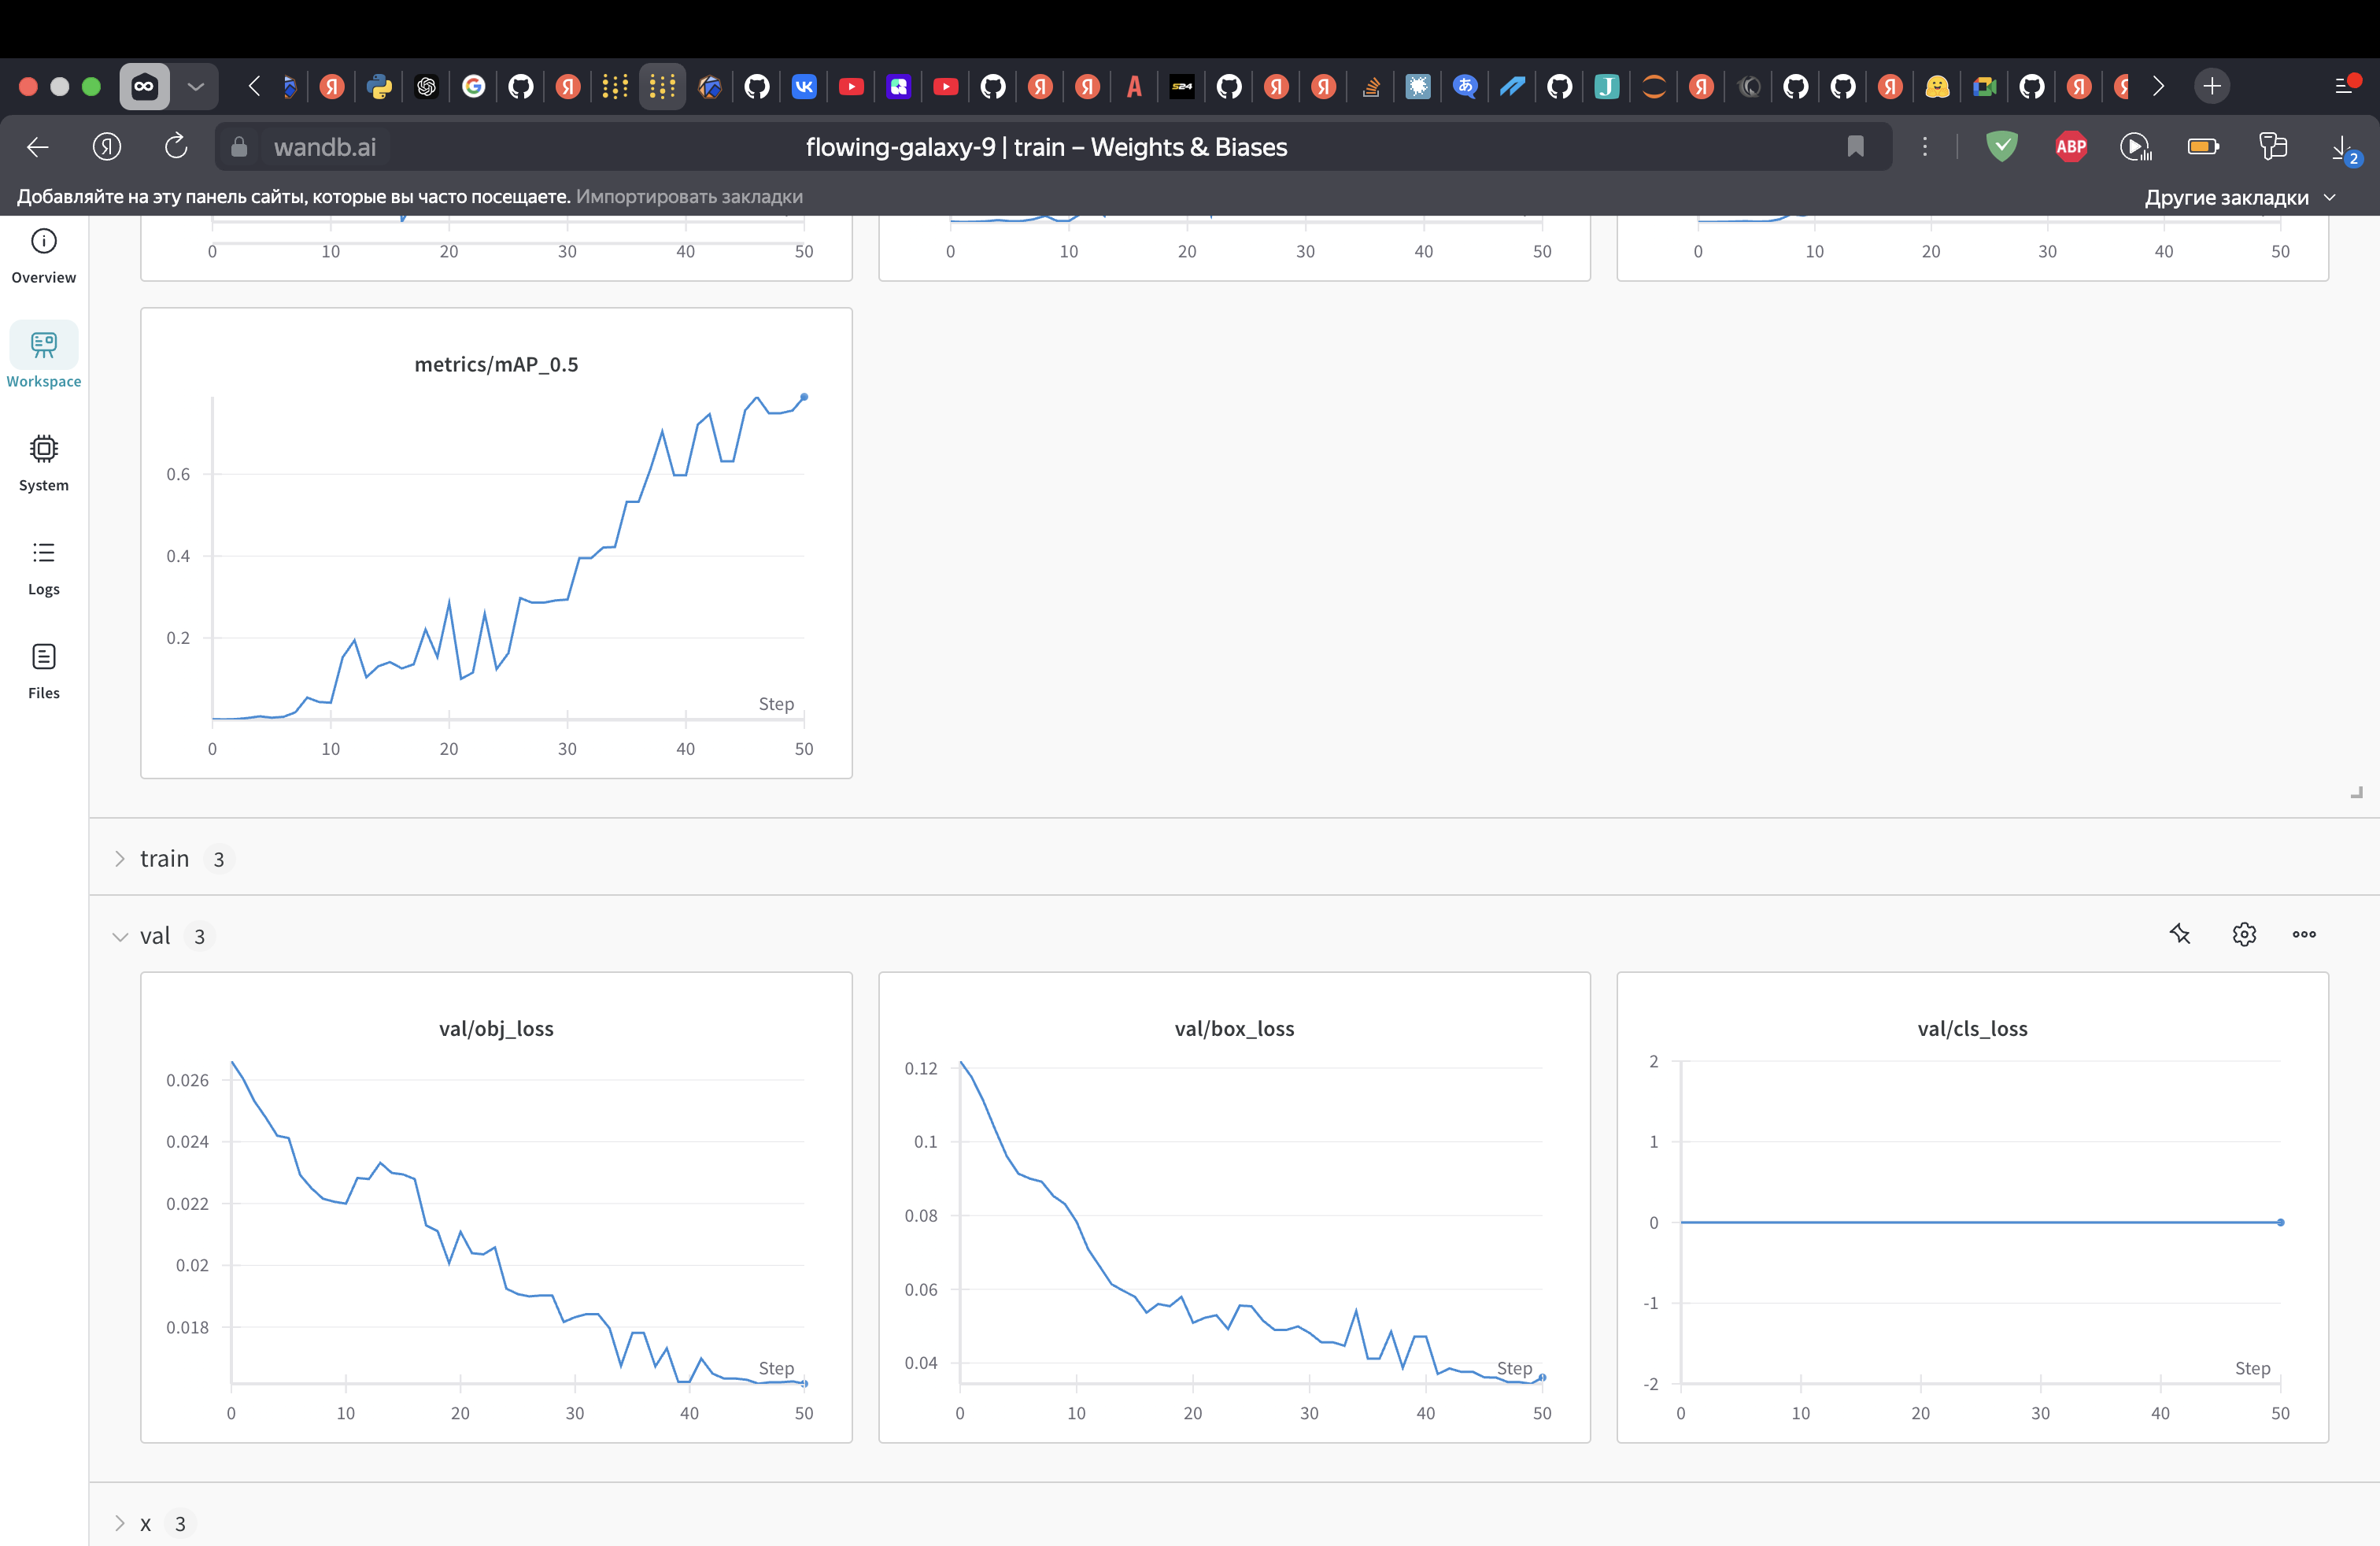 wandb.ai
flowing-galaxy-9 | train – Weights & Biases
ABP
2
Добавляйте на эту панель сайты, которые вы часто посещаете. Импортировать закладки
Другие закладки
Overview
Workspace
System
Logs
Files
0 10 20 30 40 50
0 10 20 30 40 50
0 10 20 30 40 50
metrics/mAP_0.5
0.6
0.4
0.2
Step
0 10 20 30 40 50
train 3
val 3
val/obj_loss
0.026
0.024
0.022
0.02
0.018
Step
0 10 20 30 40 50
val/box_loss
0.12
0.1
0.08
0.06
0.04
Step
0 10 20 30 40 50
val/cls_loss
2
1
0
-1
-2
Step
0 10 20 30 40 50
x 3